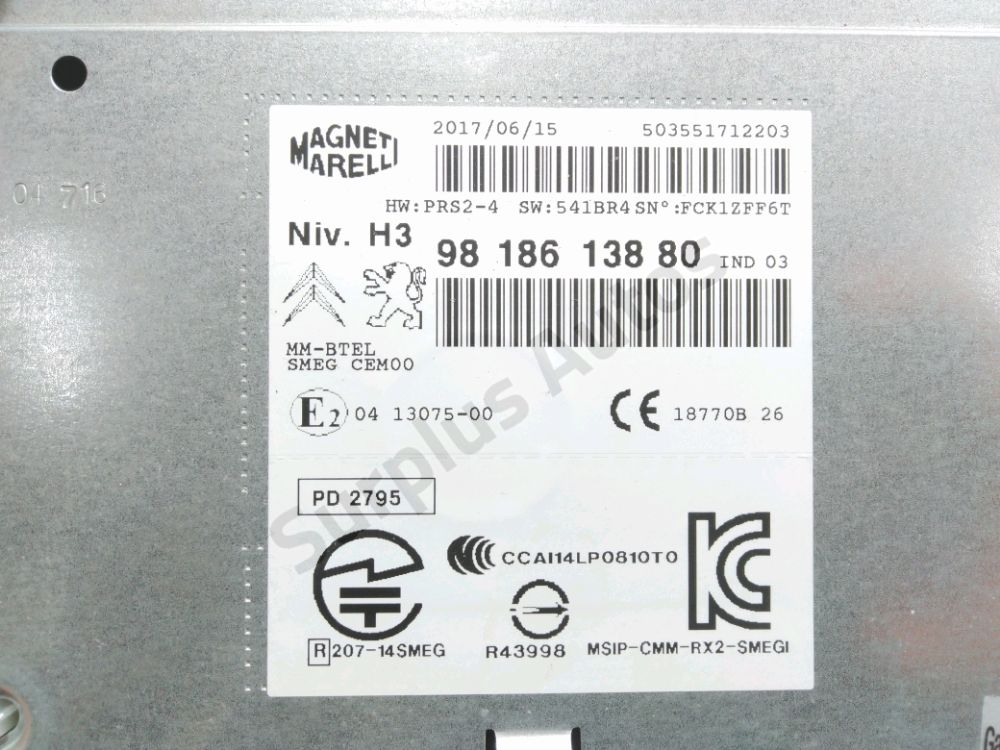 04 716
MAGNETI
MARELLI
2017/06/15 503551712203
HW:PRS2-4 SW:541BR4 SN°:FCK1ZFF6T
Niv. H3 98 186 138 80 IND 03
MM-BTEL
SMEG CEM00
E2 04 13075-00 CE 18770B 26
PD 2795
CCAI14LP0810T0
R 207-14SMEG R43998 MSIP-CMM-RX2-SMEGI
Surplus Autos